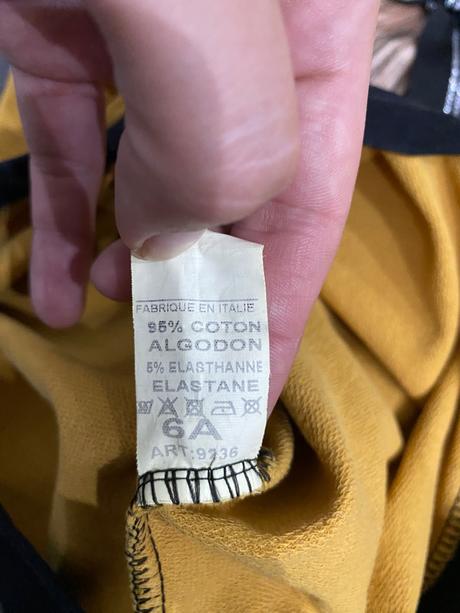 FABRIQUE EN ITALIE
95% COTON
ALGODON
5% ELASTHANNE
ELASTANE
6A
ART:9236